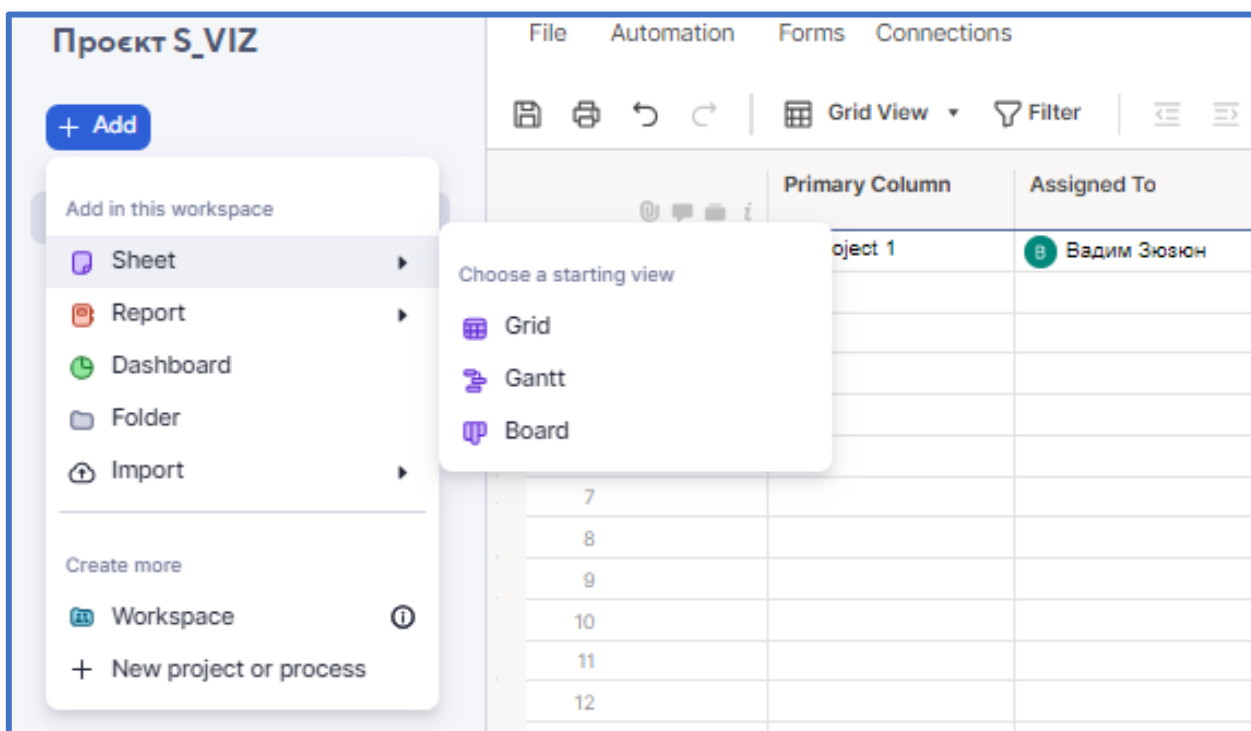 Проєкт S_VIZ
File Automation Forms Connections
+ Add
Grid View Filter
Primary Column Assigned To
Add in this workspace
Sheet
Report
Dashboard
Folder
Import
Create more
Workspace
+ New project or process
Choose a starting view
Grid
Gantt
Board
oject 1 В Вадим Зюзюн
7
8
9
10
11
12